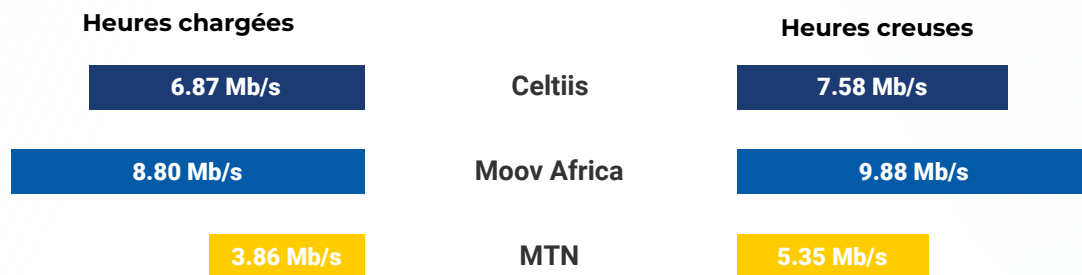 Heures chargées
Heures creuses
6.87 Mb/s Celtiis 7.58 Mb/s
8.80 Mb/s Moov Africa 9.88 Mb/s
3.86 Mb/s MTN 5.35 Mb/s